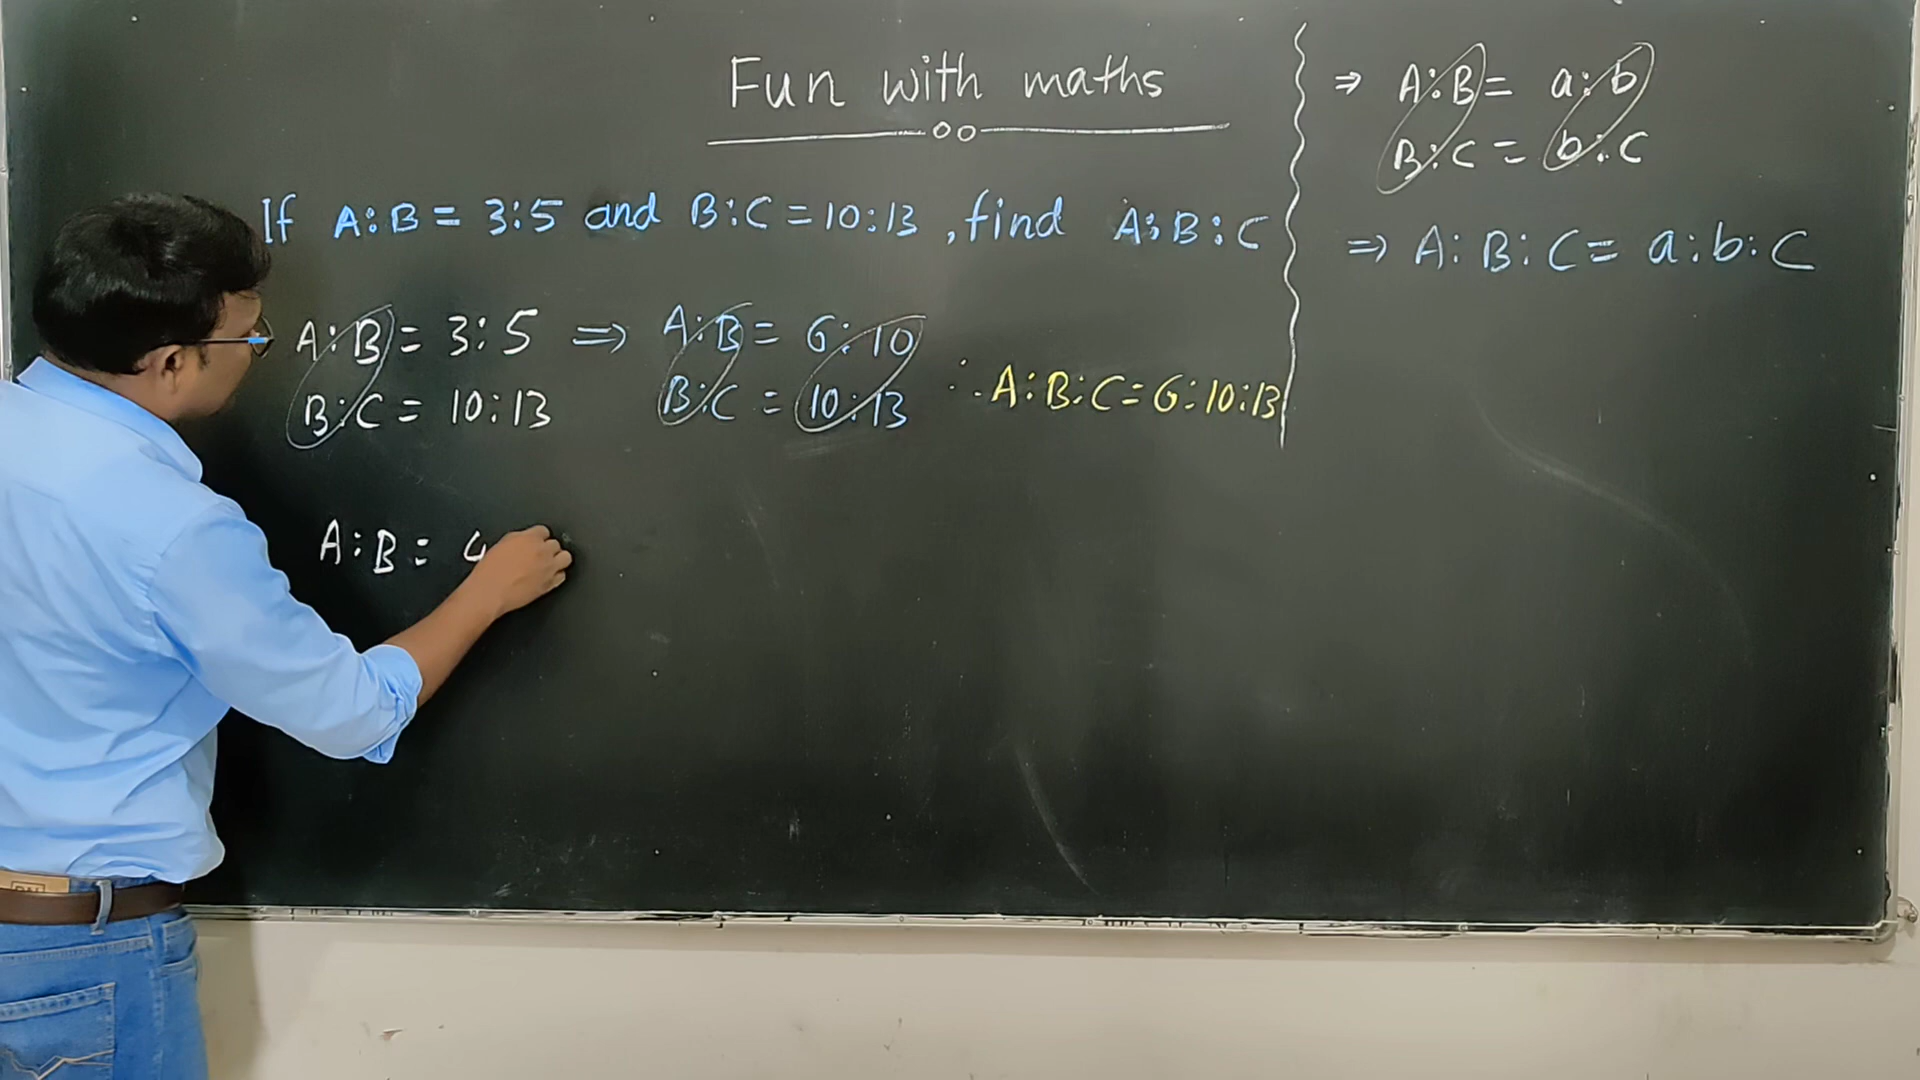 Fun with maths
If A:B = 3:5 and B:C = 10:13, find A:B:C
A:B = 3:5 ⇒ A:B = 6:10
B:C = 10:13 B:C = 10:13
∴ A:B:C = 6:10:13
A:B = 4
⇒ A:B = a:b
B:C = b:c
⇒ A:B:C = a:b:c